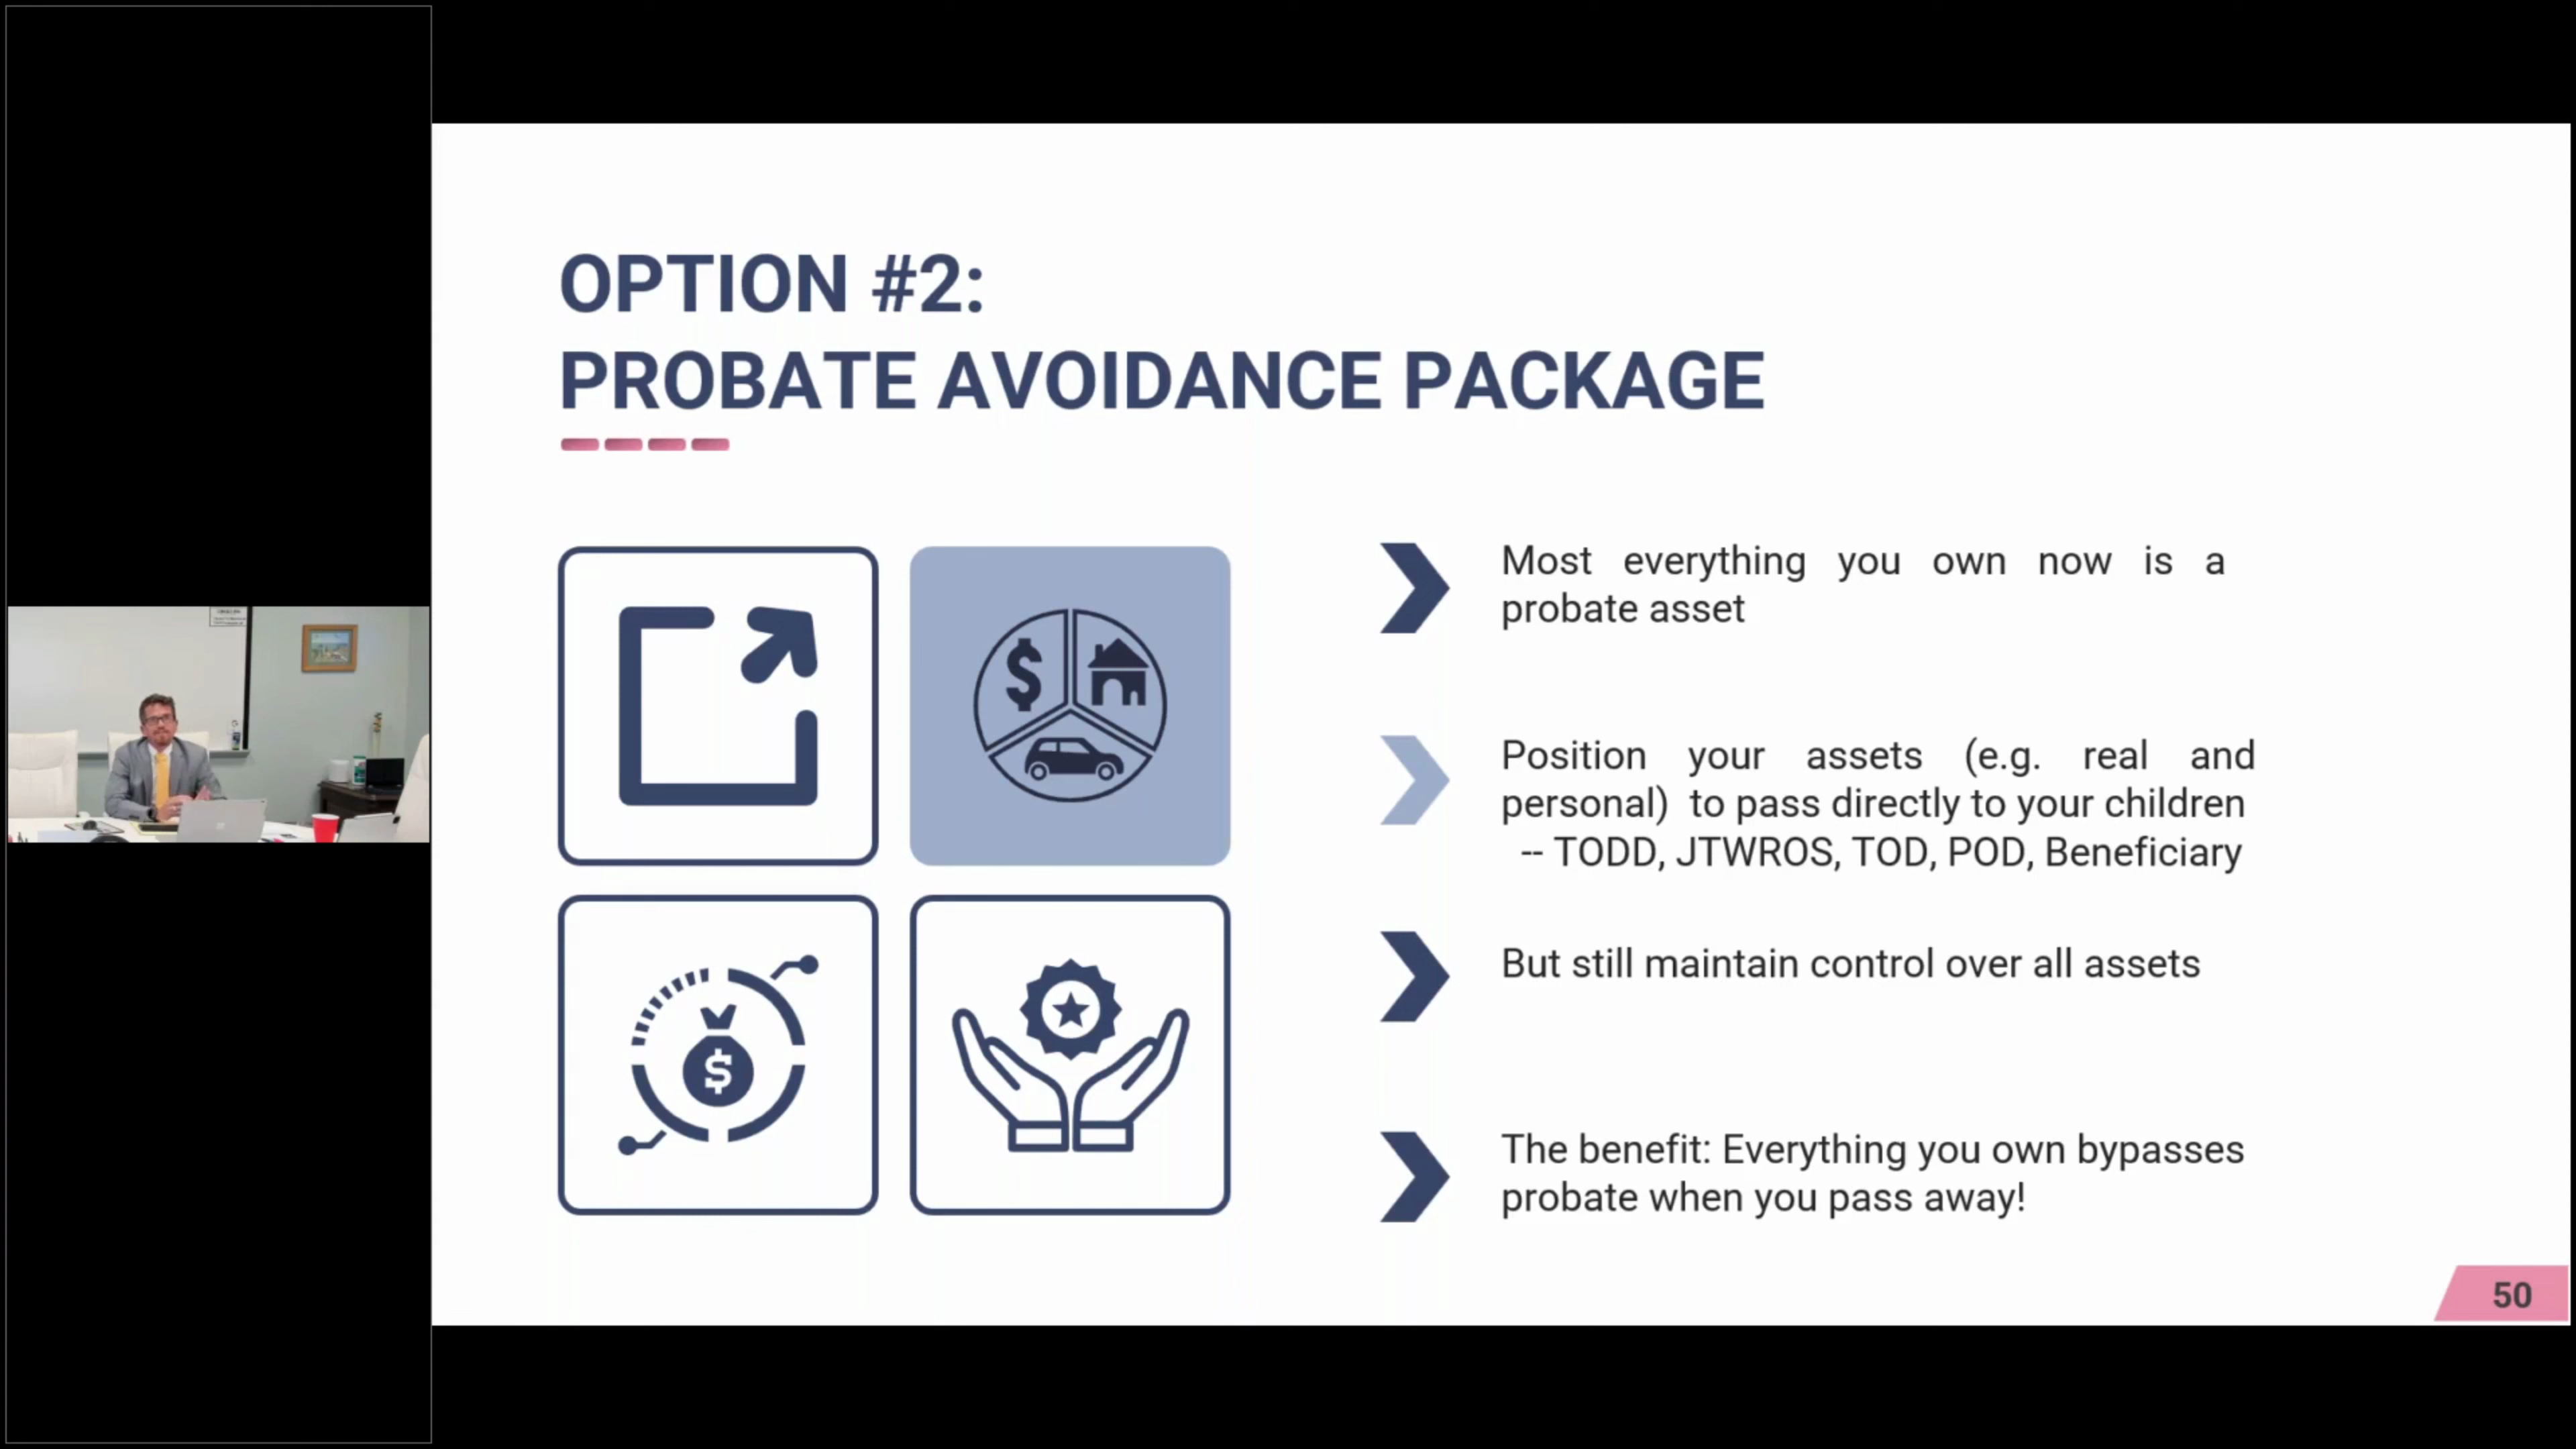 OPTION #2:
PROBATE AVOIDANCE PACKAGE
Most everything you own now is a
probate asset
Position your assets (e.g. real and
personal) to pass directly to your children
-- TODD, JTWROS, TOD, POD, Beneficiary
But still maintain control over all assets
The benefit: Everything you own bypasses
probate when you pass away!
50